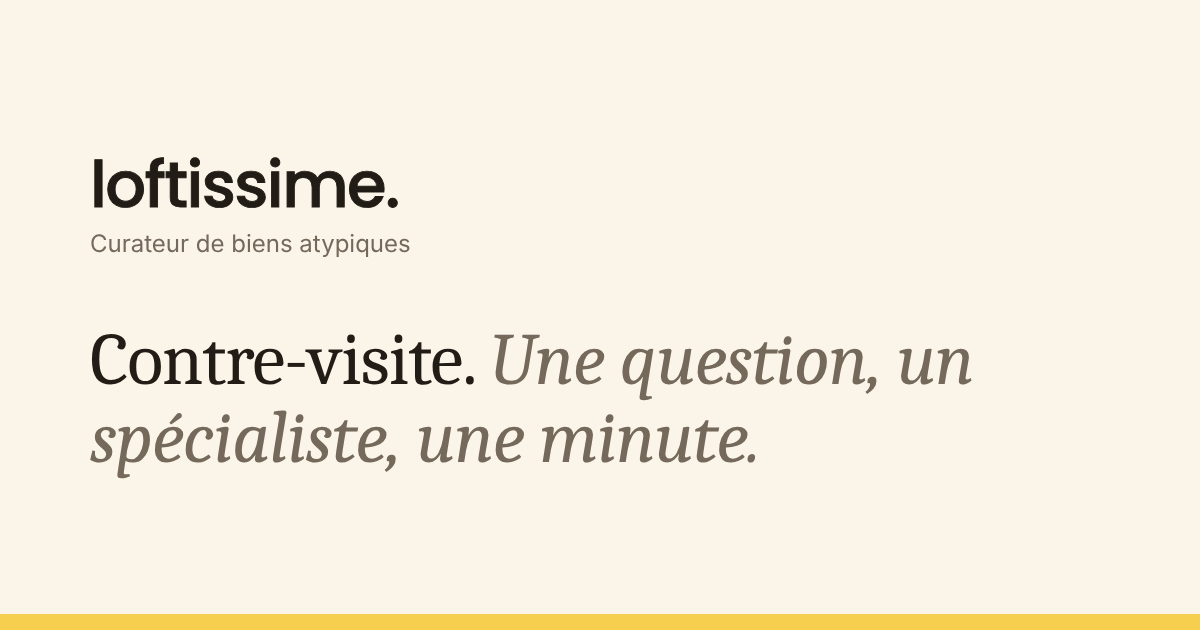 loftissime.
Curateur de biens atypiques
Contre-visite. Une question, un
spécialiste, une minute.